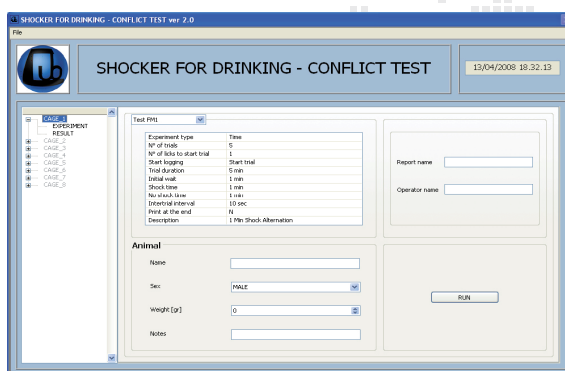 SHOCKER FOR DRINKING - CONFLICT TEST ver 2.0
File
ub
SHOCKER FOR DRINKING - CONFLICT TEST
13/04/2008 18.32.13
CAGE_1
EXPERIMENT
RESULT
CAGE_2
CAGE_3
CAGE_4
CAGE_5
CAGE_6
CAGE_7
CAGE_8
Test FM1
Experiment type Time
N° of trials 5
N° of licks to start trial 1
Start logging Start trial
Trial duration 5 min
Initial wait 1 min
Shock time 1 min
No shock time 1 min
Intertrial interval 10 sec
Print at the end N
Description 1 Min Shock Alternation
Report name
Operator name
Animal
Name
Sex MALE
Weight [gr] 0
Notes
RUN